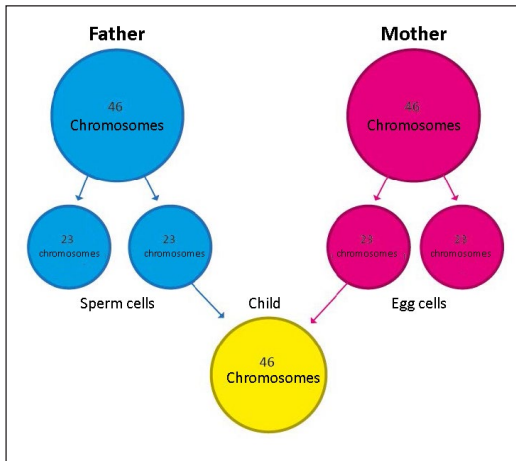 Father
Mother
46
Chromosomes
46
Chromosomes
23
chromosomes
23
chromosomes
23
chromosomes
23
chromosomes
Sperm cells
Child
Egg cells
46
Chromosomes